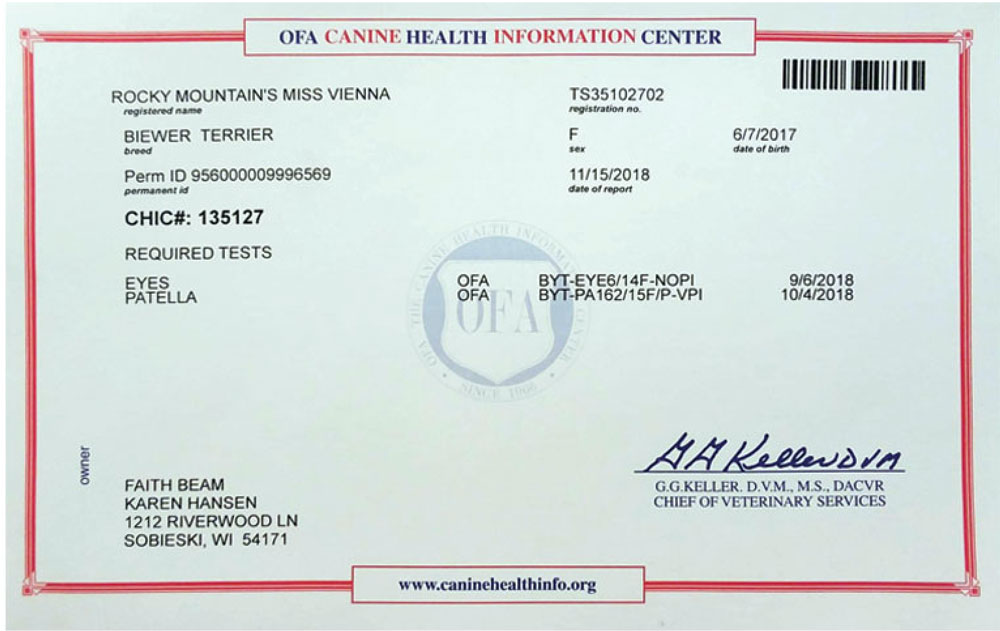 OFA CANINE HEALTH INFORMATION CENTER
ROCKY MOUNTAIN'S MISS VIENNA
registered name
TS35102702
registration no.
BIEWER TERRIER
breed
F
sex
6/7/2017
date of birth
Perm ID 956000009996569
permanent id
11/15/2018
date of report
CHIC#: 135127
REQUIRED TESTS
EYES OFA BYT-EYE6/14F-NOPI 9/6/2018
PATELLA OFA BYT-PA162/15F/P-VPI 10/4/2018
OFA
SINCE 1966
owner
FAITH BEAM
KAREN HANSEN
1212 RIVERWOOD LN
SOBIESKI, WI 54171
GG Keller DVM
G.G.KELLER, D.V.M., M.S., DACVR
CHIEF OF VETERINARY SERVICES
www.caninehealthinfo.org